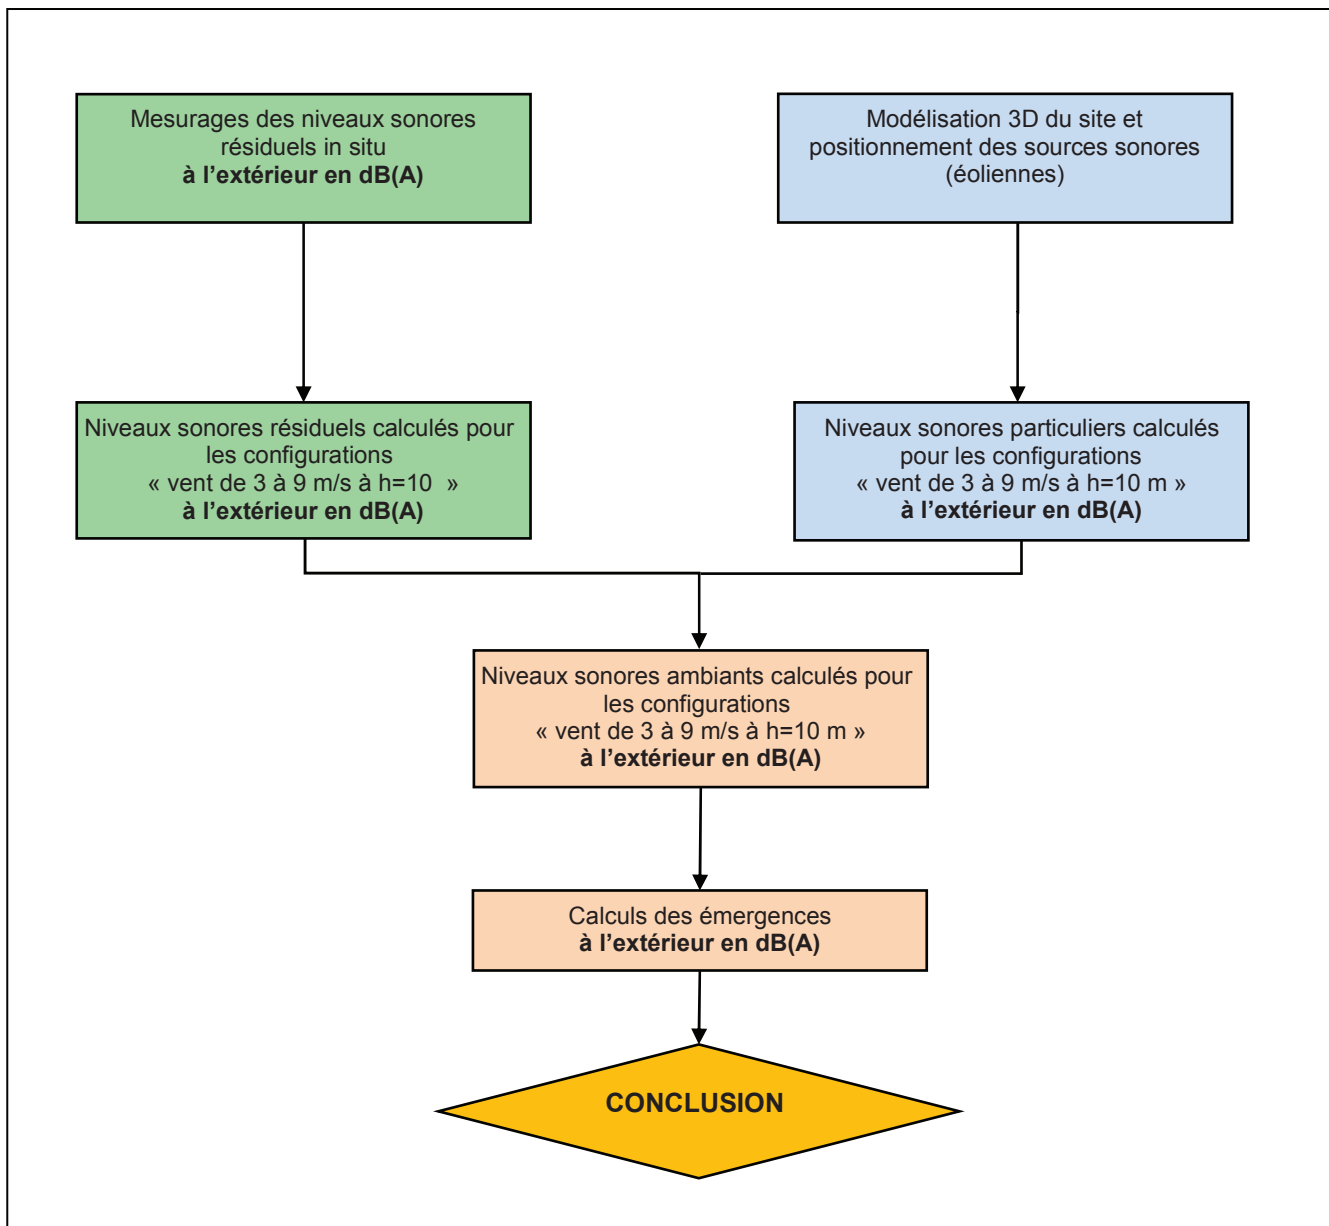 Mesurages des niveaux sonores
résiduels in situ
à l’extérieur en dB(A)
Modélisation 3D du site et
positionnement des sources sonores
(éoliennes)
Niveaux sonores résiduels calculés pour
les configurations
« vent de 3 à 9 m/s à h=10  »
à l’extérieur en dB(A)
Niveaux sonores particuliers calculés
pour les configurations
« vent de 3 à 9 m/s à h=10 m »
à l’extérieur en dB(A)
Niveaux sonores ambiants calculés pour
les configurations
« vent de 3 à 9 m/s à h=10 m »
à l’extérieur en dB(A)
Calculs des émergences
à l’extérieur en dB(A)
CONCLUSION